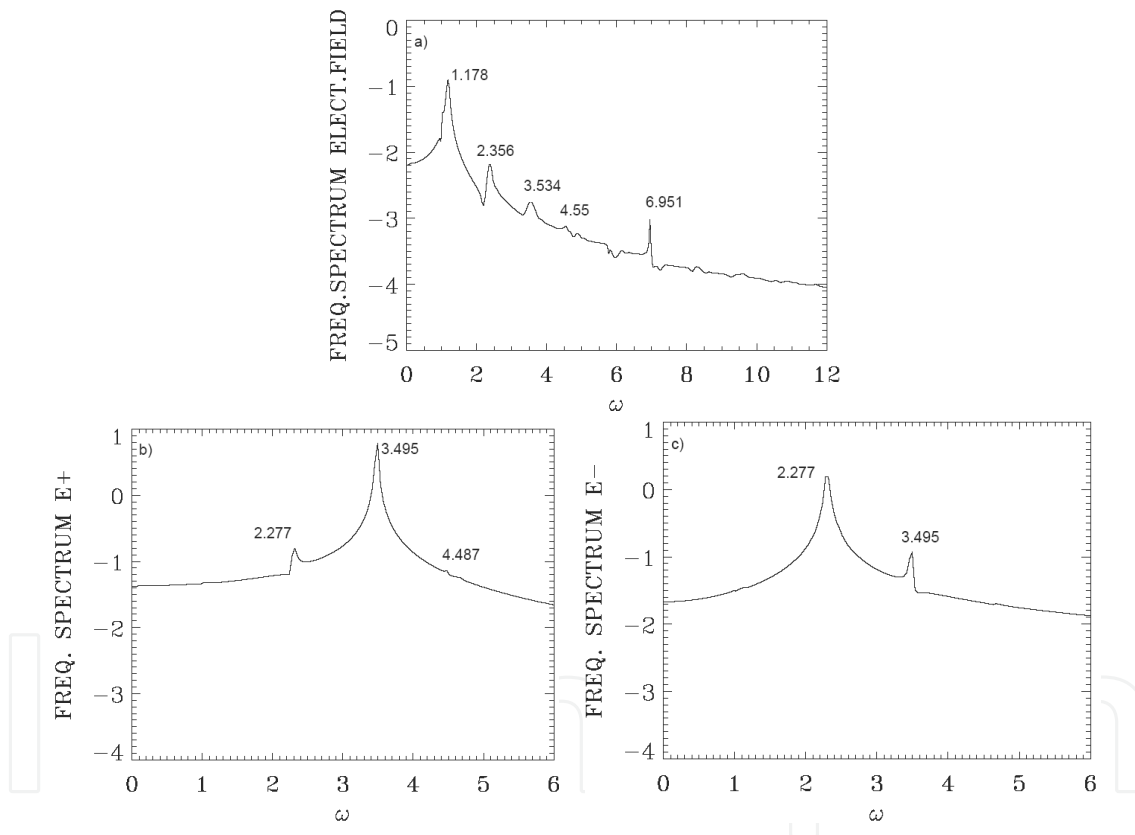 FREQ.SPECTRUM ELECT.FIELD
a)
0
−1
−2
−3
−4
−5
1.178
2.356
3.534
4.55
6.951
0 2 4 6 8 10 12
ω
FREQ. SPECTRUM E+
b)
1
0
−1
−2
−3
−4
2.277
3.495
4.487
0 1 2 3 4 5 6
ω
FREQ. SPECTRUM E−
c)
1
0
−1
−2
−3
−4
2.277
3.495
0 1 2 3 4 5 6
ω